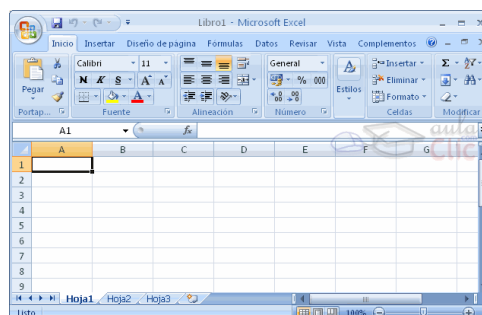 Libro1 - Microsoft Excel
Inicio Insertar Diseño de página Fórmulas Datos Revisar Vista Complementos
Calibri 11 General Insertar Σ
Pegar N K S A A % 000 Estilos Eliminar
A Formato
Portap... Fuente Alineación Número Celdas Modificar
A1 fx
aula
Clic
A B C D E F G
1
2
3
4
5
6
7
8
9
Hoja1 Hoja2 Hoja3
Listo 100%